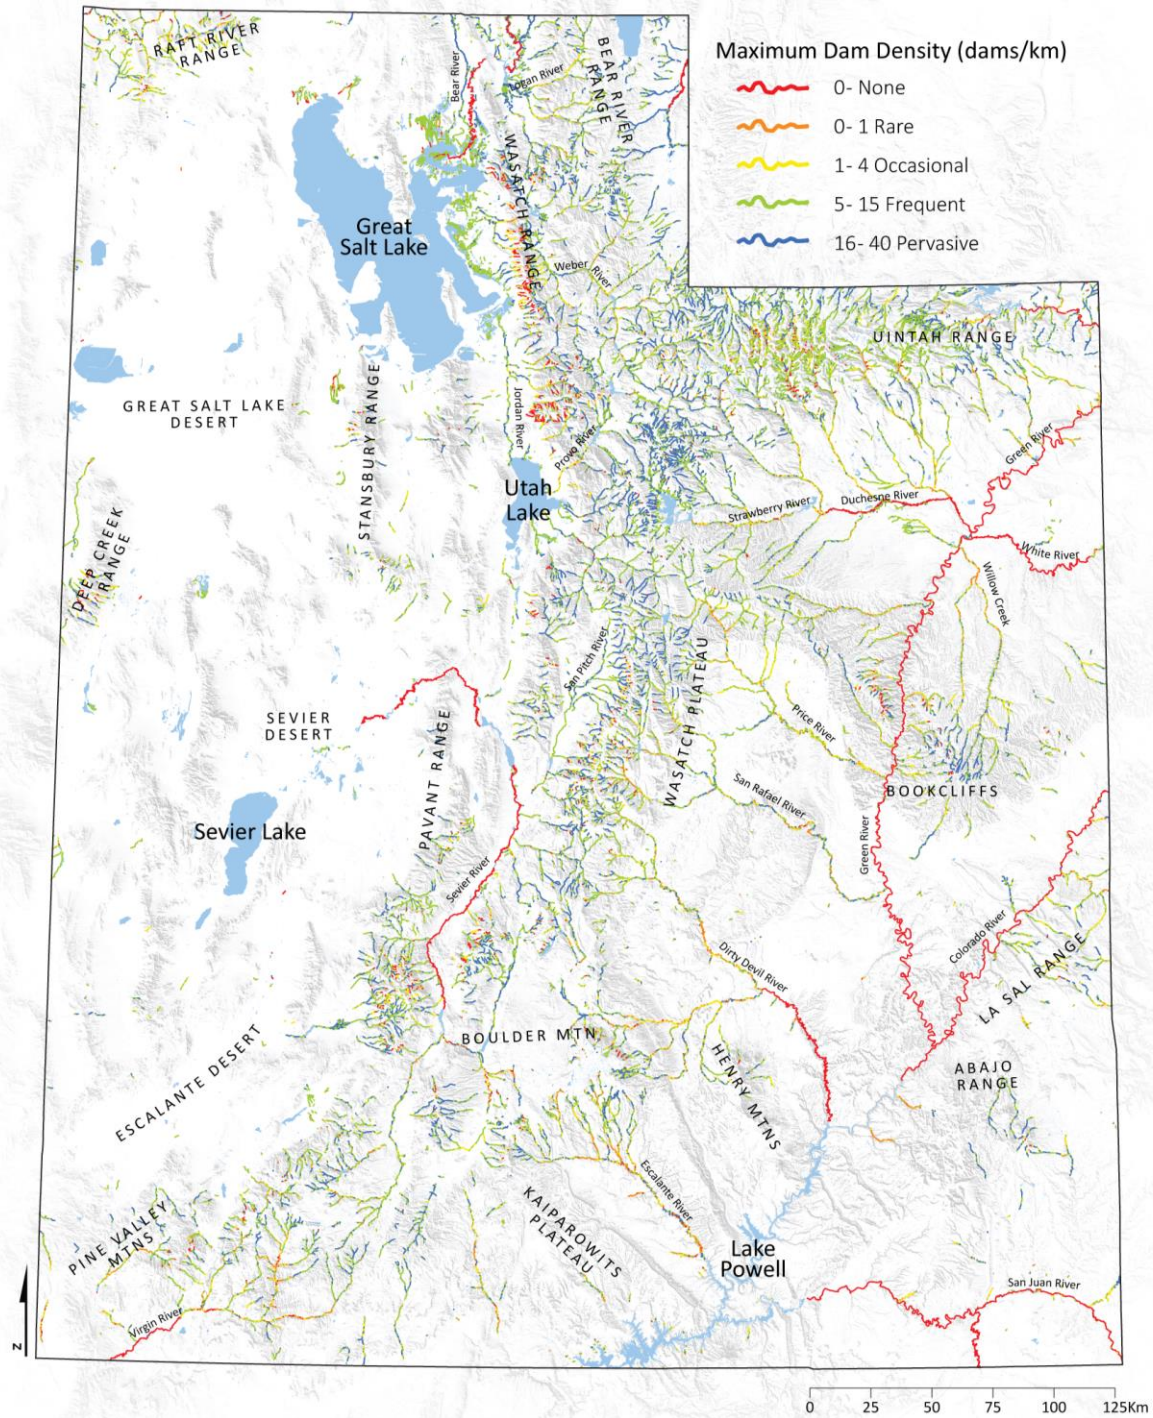 Maximum Dam Density (dams/km)
0- None
0- 1 Rare
1- 4 Occasional
5- 15 Frequent
16- 40 Pervasive
RAFT RIVER
RANGE
Bear River
Logan River
BEAR RIVER
RANGE
WASATCH RANGE
Great
Salt Lake
Weber River
UINTAH RANGE
GREAT SALT LAKE
DESERT
STANSBURY RANGE
Jordan River
Provo River
Green River
Utah
Lake
Strawberry River
Duchesne River
White River
DEEP CREEK
RANGE
Willow Creek
San Pitch River
WASATCH PLATEAU
SEVIER
DESERT
PAVANT RANGE
Price River
San Rafael River
BOOKCLIFFS
Sevier Lake
Green River
Sevier River
Colorado River
LA SAL RANGE
Dirty Devil River
BOULDER MTN.
HENRY MTNS
ABAJO
RANGE
ESCALANTE DESERT
Escalante River
KAIPAROWITS
PLATEAU
PINE VALLEY
MTNS
Lake
Powell
San Juan River
Virgin River
N
0 25 50 75 100 125Km